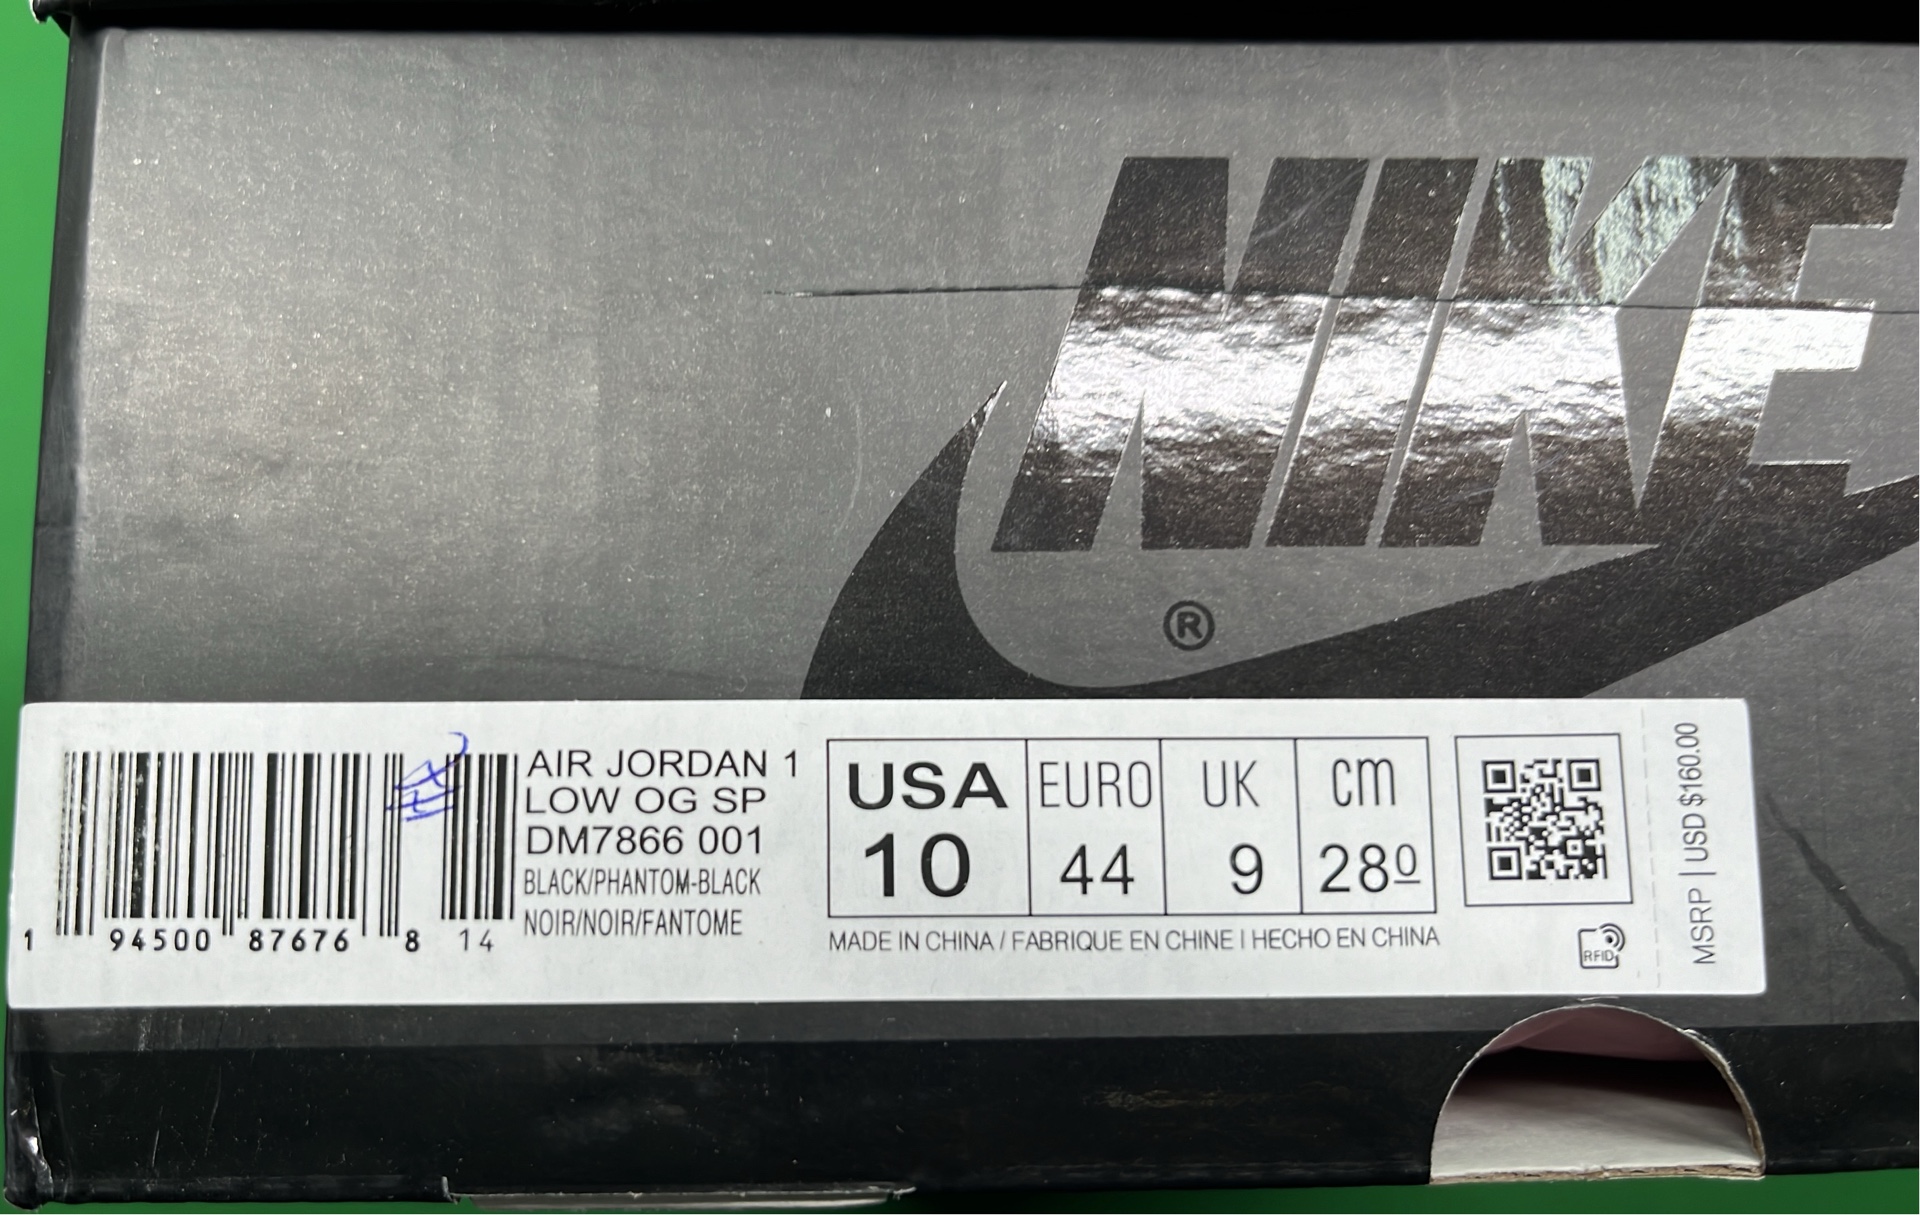 NIKE
®
AIR JORDAN 1
LOW OG SP
DM7866 001
BLACK/PHANTOM-BLACK
NOIR/NOIR/FANTOME
1 94500 87676 8 14
USA EURO UK cm
10 44 9 280
MADE IN CHINA / FABRIQUE EN CHINE I HECHO EN CHINA
RFID
MSRP | USD $160.00